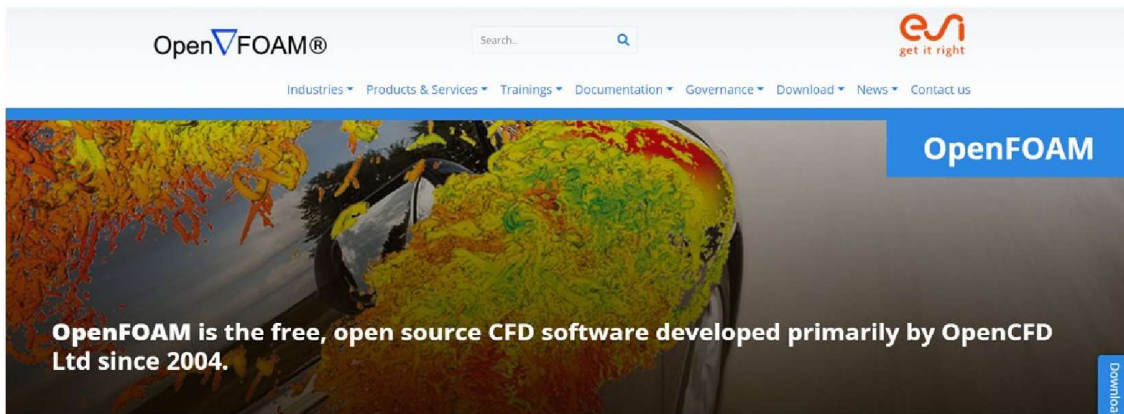 Open▽FOAM®
Search..
esi
get it right
Industries Products & Services Trainings Documentation Governance Download News Contact us
OpenFOAM
OpenFOAM is the free, open source CFD software developed primarily by OpenCFD
Ltd since 2004.